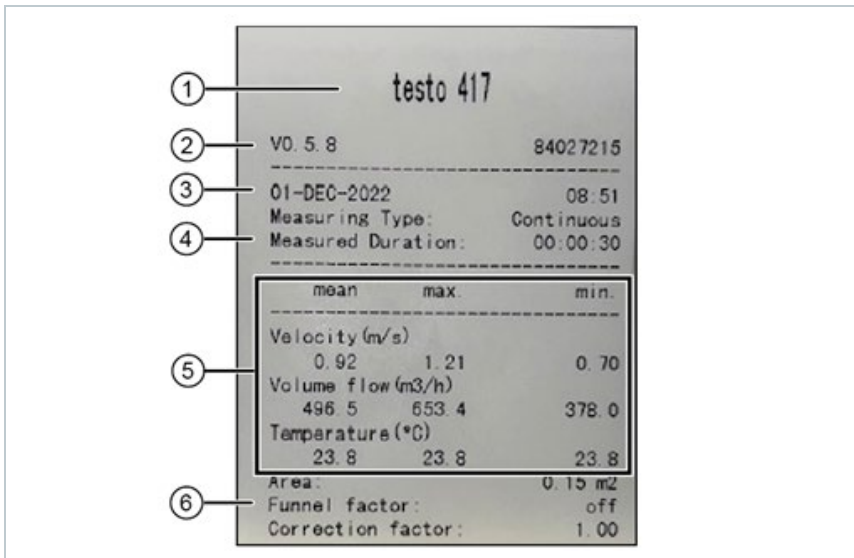 ① testo 417
② V0.5.8 84027215
③ 01-DEC-2022 08:51
Measuring Type: Continuous
④ Measured Duration: 00:00:30
mean max. min.
Velocity(m/s)
⑤ 0.92 1.21 0.70
Volume flow(m3/h)
496.5 653.4 378.0
Temperature(°C)
23.8 23.8 23.8
Area: 0.15 m2
⑥ Funnel factor: off
Correction factor: 1.00